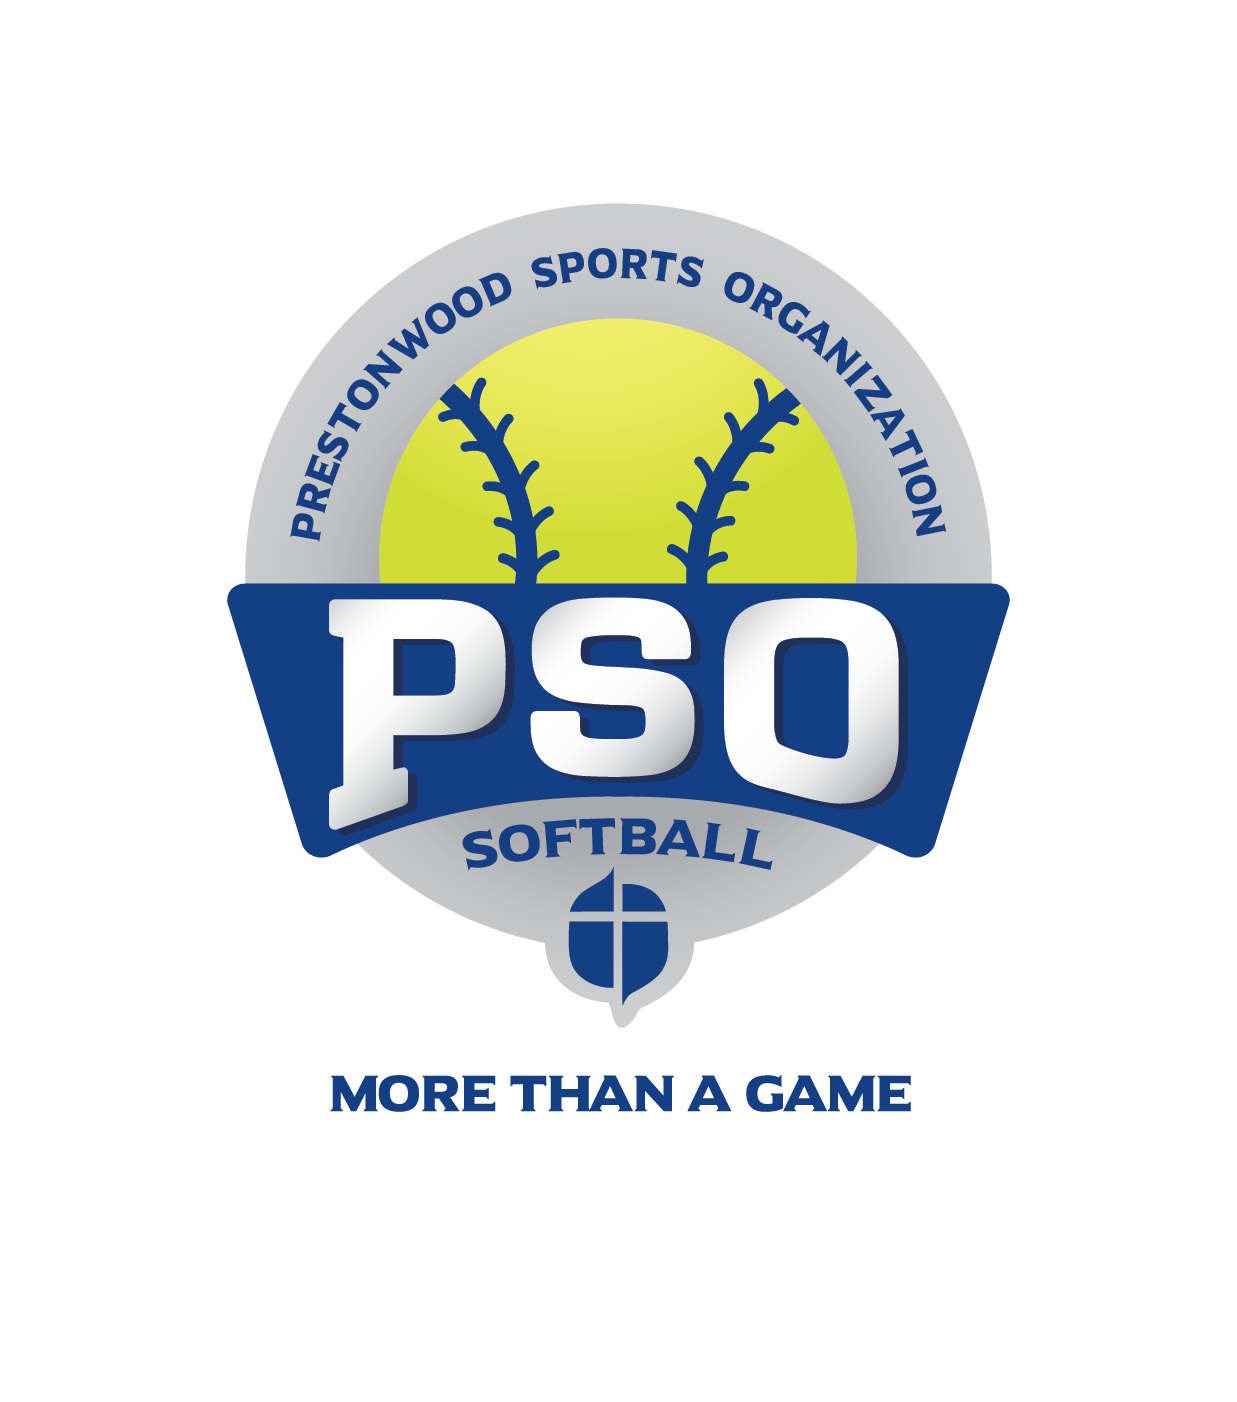 PRESTONWOOD SPORTS ORGANIZATION
PSO
SOFTBALL
MORE THAN A GAME